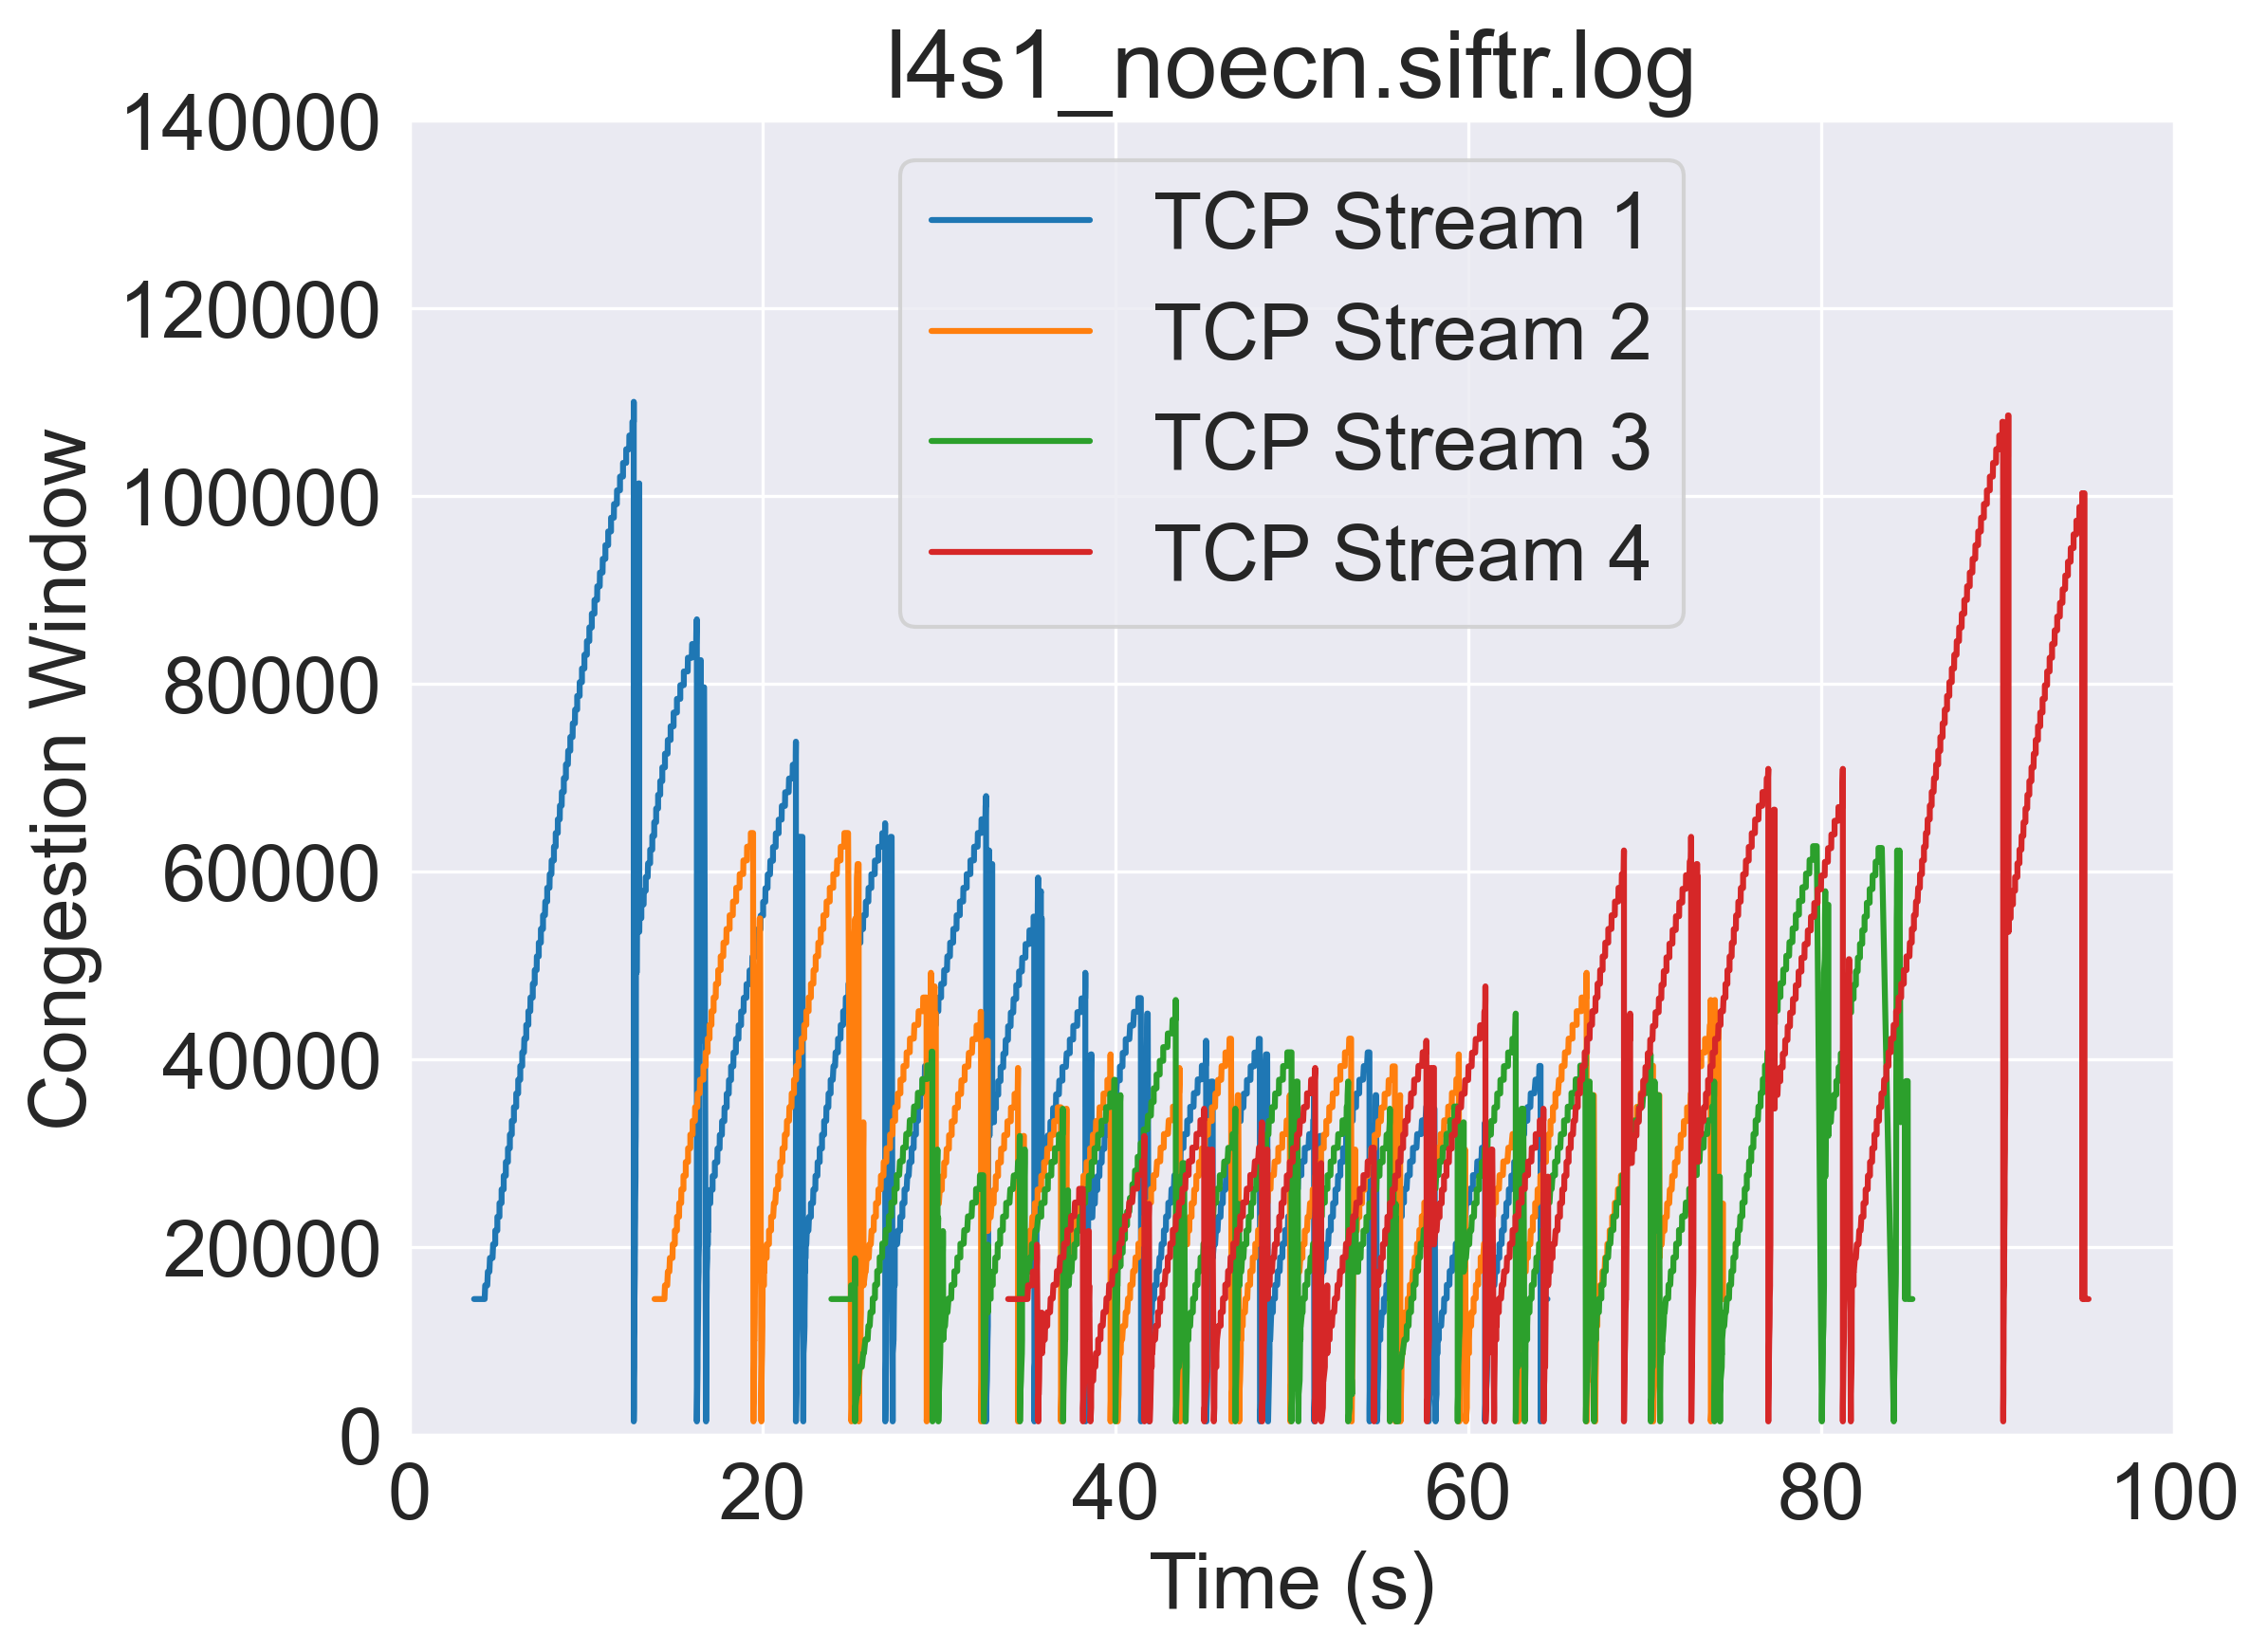 l4s1_noecn.siftr.log
140000
120000
100000
80000
60000
40000
20000
0
Congestion Window
TCP Stream 1
TCP Stream 2
TCP Stream 3
TCP Stream 4
0 20 40 60 80 100
Time (s)